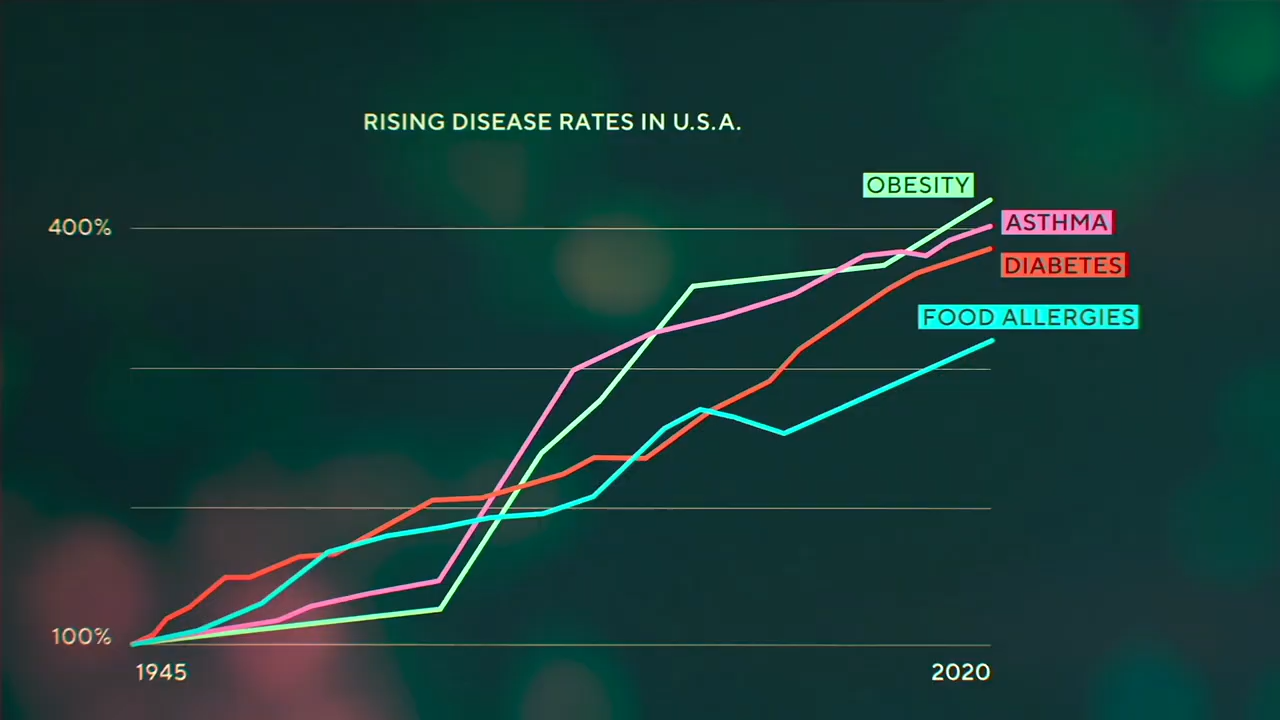 RISING DISEASE RATES IN U.S.A.
OBESITY
400%
ASTHMA
DIABETES
FOOD ALLERGIES
100%
1945
2020